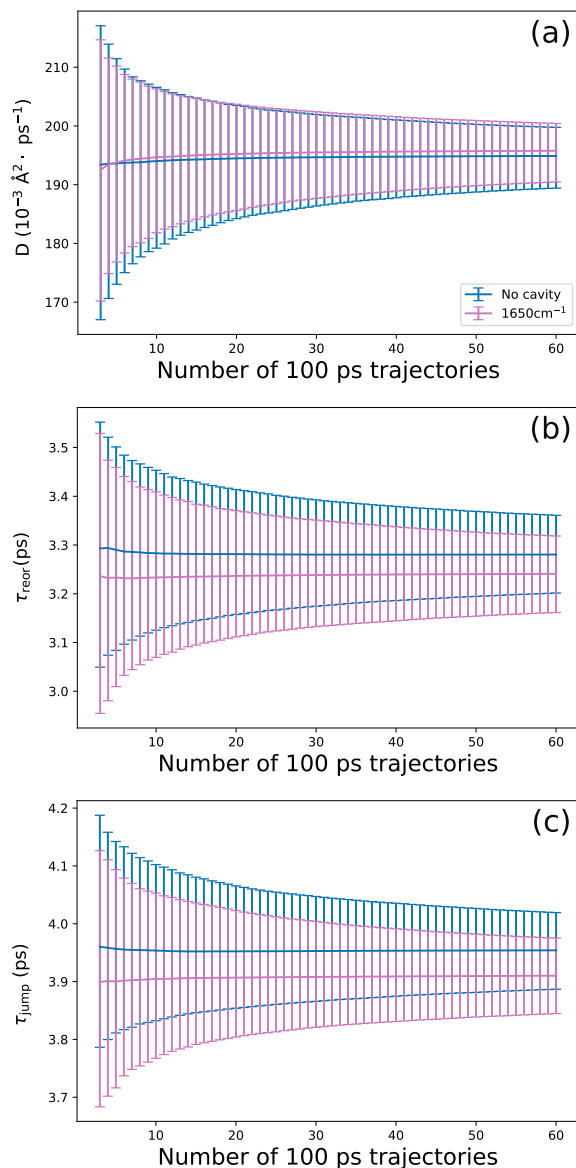 (a)
210
200
190
180
170
D (10⁻³ Å² · ps⁻¹)
No cavity
1650cm⁻¹
10 20 30 40 50 60
Number of 100 ps trajectories
(b)
3.5
3.4
3.3
3.2
3.1
3.0
τreor(ps)
10 20 30 40 50 60
Number of 100 ps trajectories
(c)
4.2
4.1
4.0
3.9
3.8
3.7
τjump (ps)
10 20 30 40 50 60
Number of 100 ps trajectories